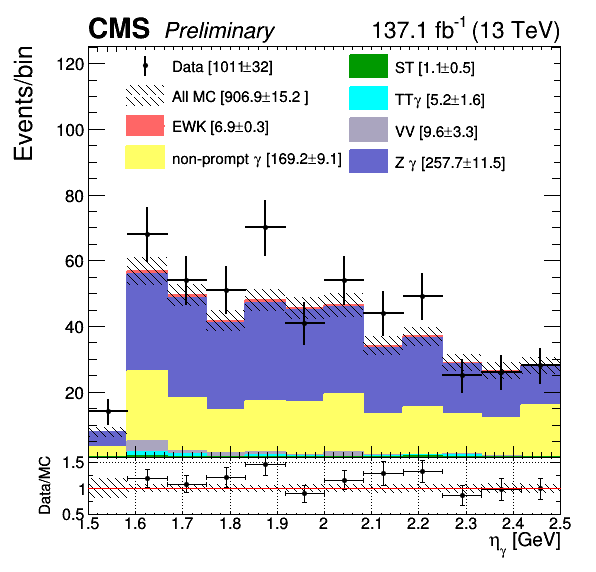 CMS Preliminary 137.1 fb⁻¹ (13 TeV)
Events/bin
120
100
80
60
40
20
Data [1011±32]
All MC [906.9±15.2 ]
EWK [6.9±0.3]
non-prompt γ [169.2±9.1]
ST [1.1±0.5]
TTγ [5.2±1.6]
VV [9.6±3.3]
Z γ [257.7±11.5]
Data/MC
1.5
1
0.5
1.5 1.6 1.7 1.8 1.9 2 2.1 2.2 2.3 2.4 2.5
ηγ [GeV]